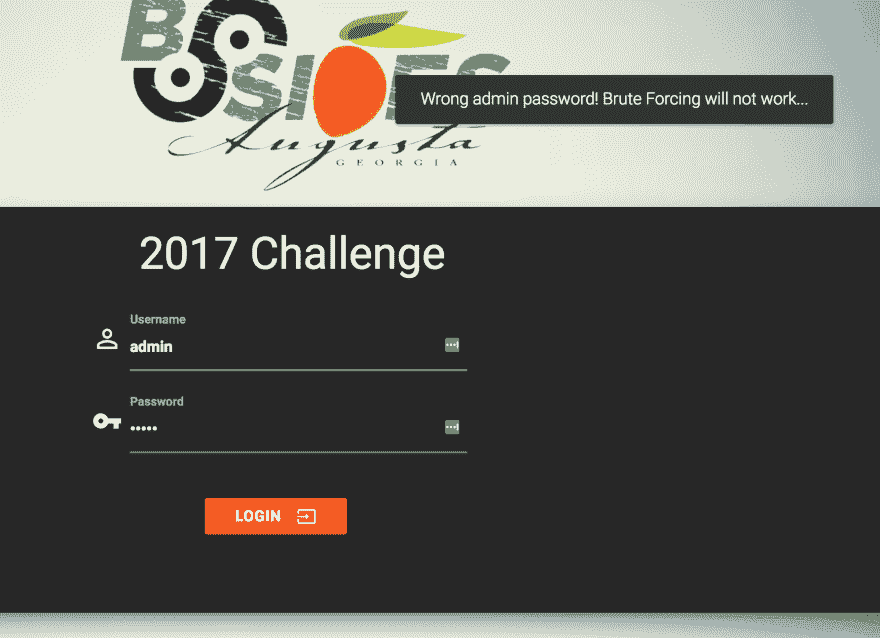 BSIDES
Wrong admin password! Brute Forcing will not work...
Augusta
GEORGIA
2017 Challenge
Username
admin
Password
•••••
LOGIN